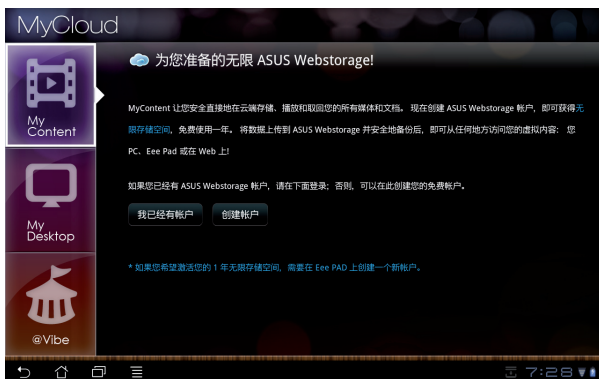 MyCloud
为您准备的无限 ASUS Webstorage!
My
Content
MyContent 让您安全直接地在云端存储、播放和取回您的所有媒体和文档。 现在创建 ASUS Webstorage 帐户，即可获得无
限存储空间，免费使用一年。 将数据上传到 ASUS Webstorage 并安全地备份后，即可从任何地方访问您的虚拟内容： 您
PC、Eee Pad 或在 Web 上!
如果您已经有 ASUS Webstorage 帐户，请在下面登录；否则，可以在此创建您的免费帐户。
我已经有帐户 创建帐户
My
Desktop
* 如果您希望激活您的 1 年无限存储空间，需要在 Eee PAD 上创建一个新帐户。
@Vibe
7:28